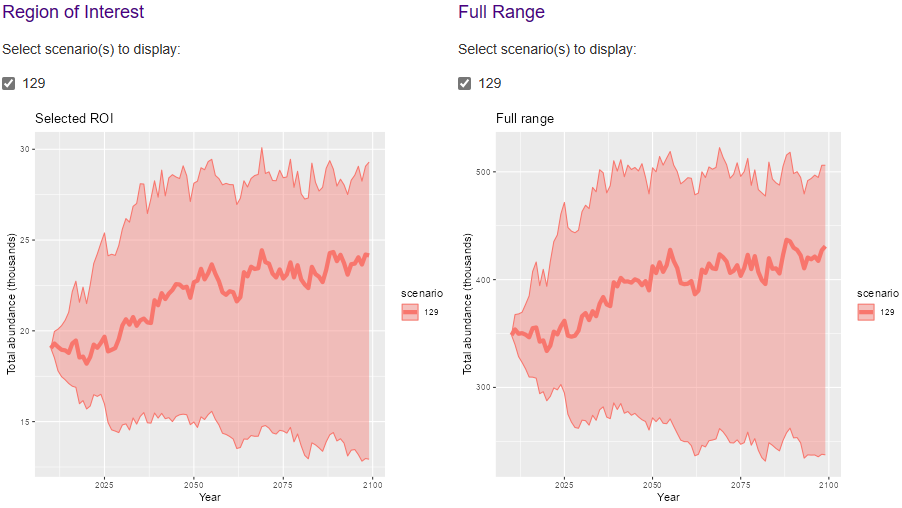 Region of Interest
Select scenario(s) to display:
129
Selected ROI
30
25
20
15
2025
2050
2075
2100
Year
Total abundance (thousands)
scenario
129
Full Range
Select scenario(s) to display:
129
Full range
500
400
300
2025
2050
2075
2100
Year
Total abundance (thousands)
scenario
129